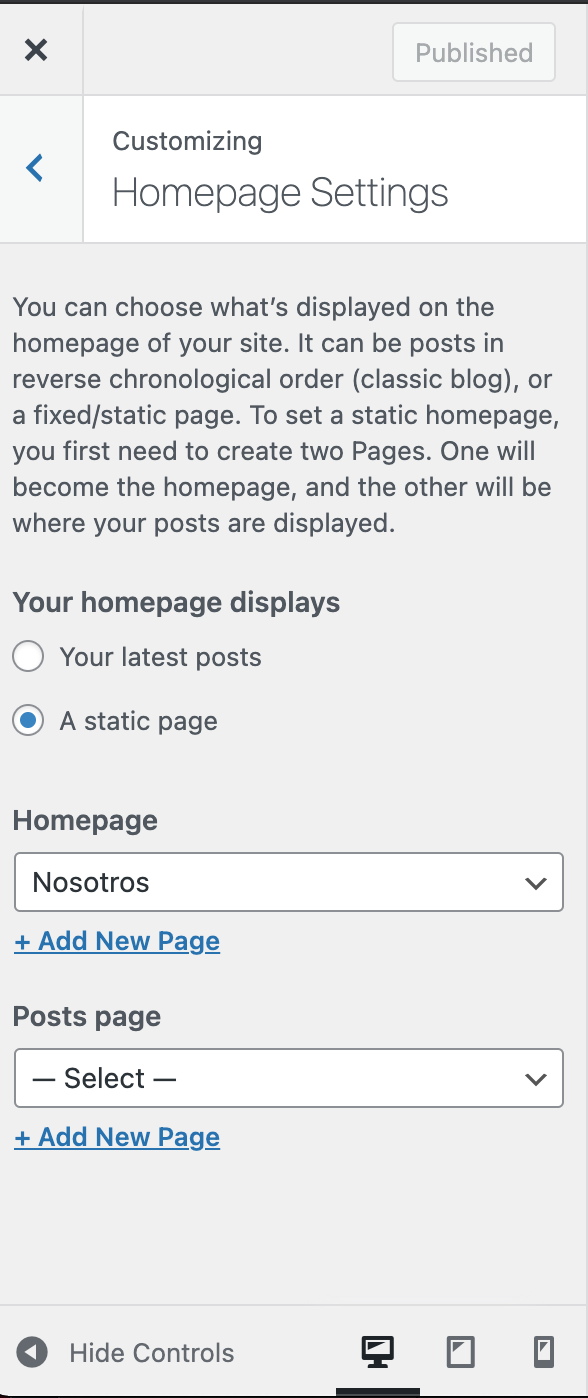 Published
Customizing
Homepage Settings
You can choose what’s displayed on the
homepage of your site. It can be posts in
reverse chronological order (classic blog), or
a fixed/static page. To set a static homepage,
you first need to create two Pages. One will
become the homepage, and the other will be
where your posts are displayed.
Your homepage displays
Your latest posts
A static page
Homepage
Nosotros
+ Add New Page
Posts page
— Select —
+ Add New Page
Hide Controls